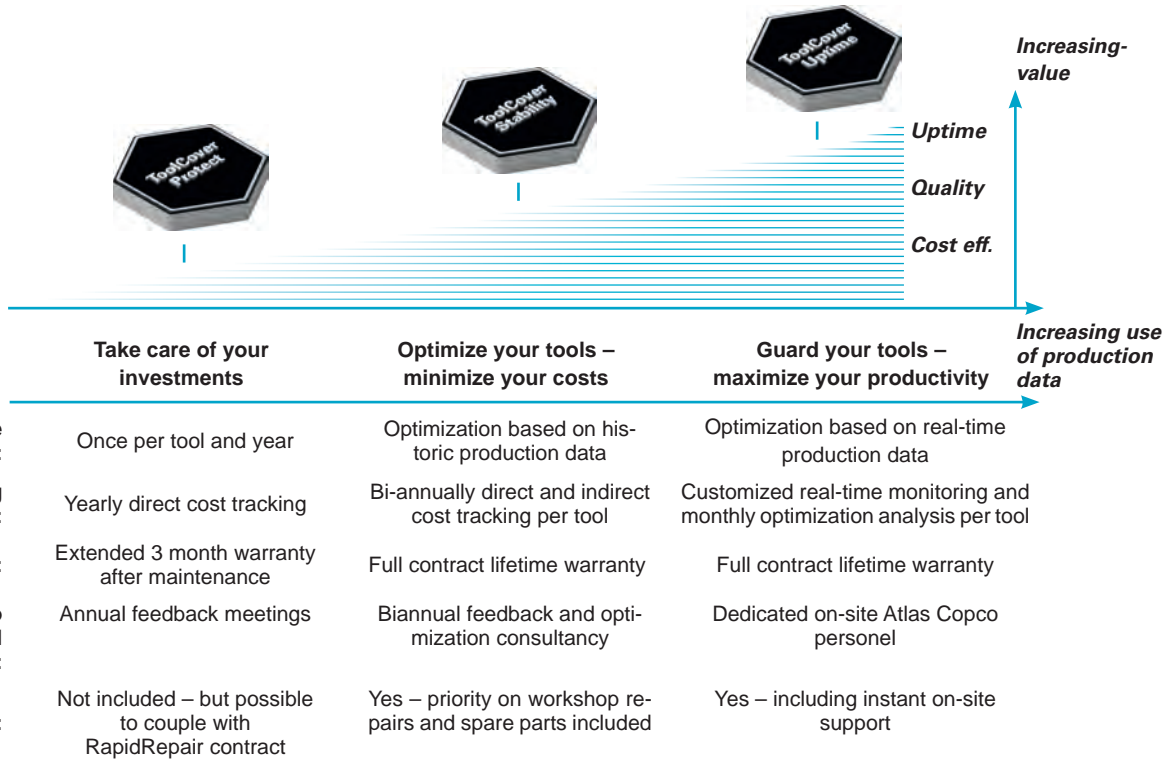 ToolCover
Uptime
ToolCover
Stability
ToolCover
Protect
Increasing-
value
Uptime
Quality
Cost eff.
Take care of your
investments
Optimize your tools –
minimize your costs
Guard your tools –
maximize your productivity
Increasing use
of production
data
e
:
Once per tool and year
Optimization based on his-
toric production data
Optimization based on real-time
production data
g
:
Yearly direct cost tracking
Bi-annually direct and indirect
cost tracking per tool
Customized real-time monitoring and
monthly optimization analysis per tool
:
Extended 3 month warranty
after maintenance
Full contract lifetime warranty
Full contract lifetime warranty
o
l
:
Annual feedback meetings
Biannual feedback and opti-
mization consultancy
Dedicated on-site Atlas Copco
personel
:
Not included – but possible
to couple with
RapidRepair contract
Yes – priority on workshop re-
pairs and spare parts included
Yes – including instant on-site
support